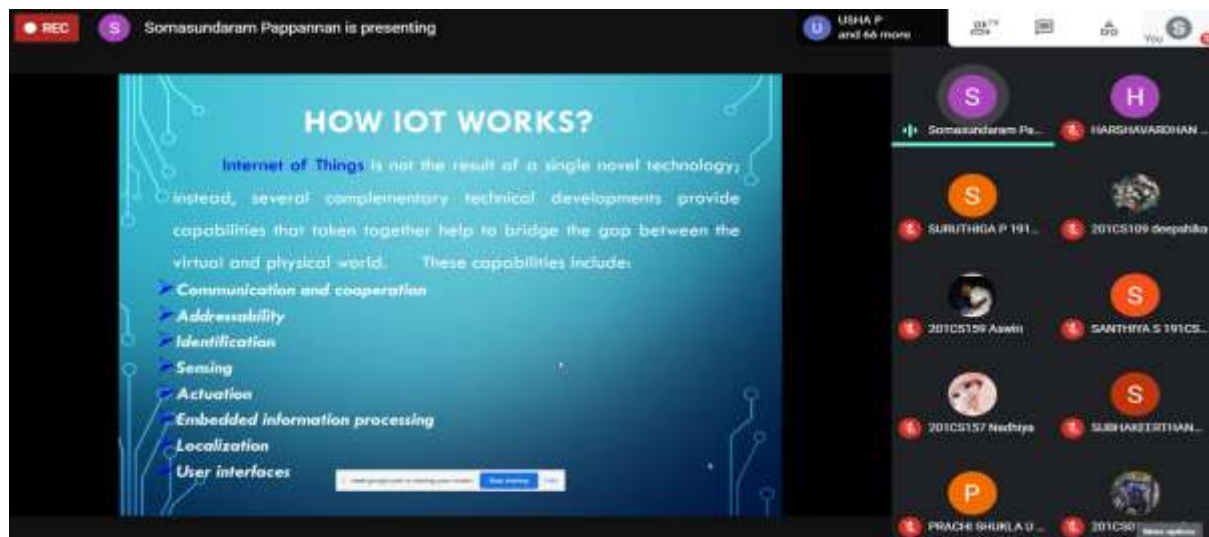 REC
S
Somasundaram Pappannan is presenting
U
USHA P
and 66 more
You
S
HOW IOT WORKS?
Internet of Things is not the result of a single novel technology;
instead, several complementary technical developments provide
capabilities that taken together help to bridge the gap between the
virtual and physical world. These capabilities include:
Communication and cooperation
Addressability
Identification
Sensing
Actuation
Embedded information processing
Localization
User interfaces
Stop sharing
Hide
S
Somasundaram Pa...
H
HARSHAVARDHAN ...
S
SURUTHIGA P 191...
201CS109 deepahika
201CS159 Aswin
S
SANTHIYA S 191CS...
201CS157 Nadhiya
S
SUBHAKEERTHAN...
P
PRACHI SHUKLA U ...
More options